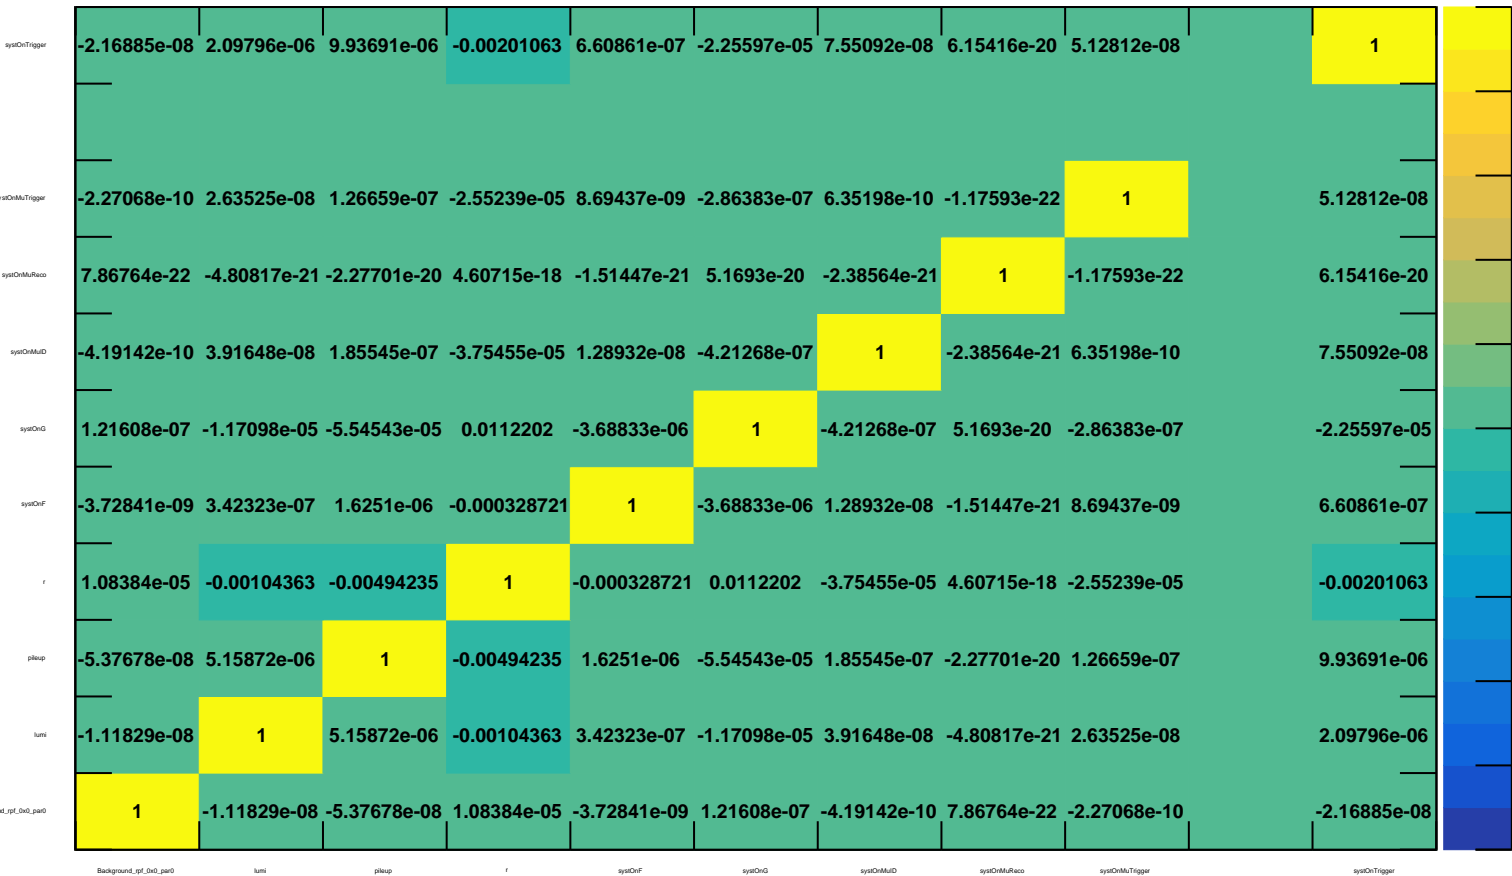 systOnTrigger -2.16885e-08 2.09796e-06 9.93691e-06 -0.00201063 6.60861e-07 -2.25597e-05 7.55092e-08 6.15416e-20 5.12812e-08 1
stOnMuTrigger -2.27068e-10 2.63525e-08 1.26659e-07 -2.55239e-05 8.69437e-09 -2.86383e-07 6.35198e-10 -1.17593e-22 1 5.12812e-08
systOnMuReco 7.86764e-22 -4.80817e-21 -2.27701e-20 4.60715e-18 -1.51447e-21 5.1693e-20 -2.38564e-21 1 -1.17593e-22 6.15416e-20
systOnMuID -4.19142e-10 3.91648e-08 1.85545e-07 -3.75455e-05 1.28932e-08 -4.21268e-07 1 -2.38564e-21 6.35198e-10 7.55092e-08
systOnG 1.21608e-07 -1.17098e-05 -5.54543e-05 0.0112202 -3.68833e-06 1 -4.21268e-07 5.1693e-20 -2.86383e-07 -2.25597e-05
systOnF -3.72841e-09 3.42323e-07 1.6251e-06 -0.000328721 1 -3.68833e-06 1.28932e-08 -1.51447e-21 8.69437e-09 6.60861e-07
r 1.08384e-05 -0.00104363 -0.00494235 1 -0.000328721 0.0112202 -3.75455e-05 4.60715e-18 -2.55239e-05 -0.00201063
pileup -5.37678e-08 5.15872e-06 1 -0.00494235 1.6251e-06 -5.54543e-05 1.85545e-07 -2.27701e-20 1.26659e-07 9.93691e-06
lumi -1.11829e-08 1 5.15872e-06 -0.00104363 3.42323e-07 -1.17098e-05 3.91648e-08 -4.80817e-21 2.63525e-08 2.09796e-06
d_rpf_0x0_par0 1 -1.11829e-08 -5.37678e-08 1.08384e-05 -3.72841e-09 1.21608e-07 -4.19142e-10 7.86764e-22 -2.27068e-10 -2.16885e-08
Background_rpf_0x0_par0 lumi pileup r systOnF systOnG systOnMuID systOnMuReco systOnMuTrigger systOnTrigger